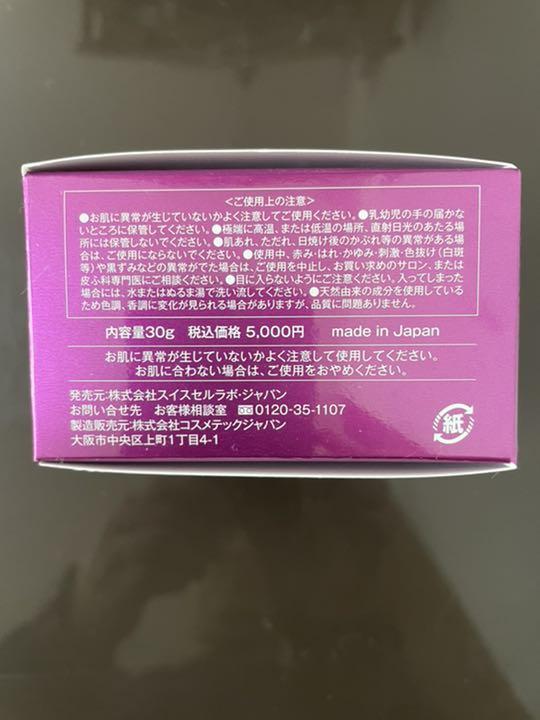 <ご使用上の注意>
●お肌に異常が生じていないかよく注意してご使用ください。●乳幼児の手の届かな
いところに保管してください。●極端に高温、または低温の場所、直射日光のあたる場
所には保管しないでください。●肌あれ、ただれ、日焼け後のかぶれ等の異常がある場
合は、ご使用にならないでください。●使用中、赤み・はれ・かゆみ・刺激・色抜け(白斑
等)や黒ずみなどの異常がでた場合は、ご使用を中止し、お買い求めのサロン、または
皮ふ科専門医にご相談ください。●目に入らないようにご注意ください。入ってしまった
場合には、水またはぬるま湯で洗い流してください。●天然由来の成分を使用している
ため色調、香調に変化が見られる場合がありますが、品質に問題ありません。
内容量30g 税込価格 5,000円 made in Japan
お肌に異常が生じていないかよく注意して使用してください。
お肌に合わない場合は、ご使用をおやめください。
発売元:株式会社スイスセルラボ・ジャパン
お問い合せ先 お客様相談室 0120-35-1107
製造販売元:株式会社コスメテックジャパン
大阪市中央区上町1丁目4-1
紙